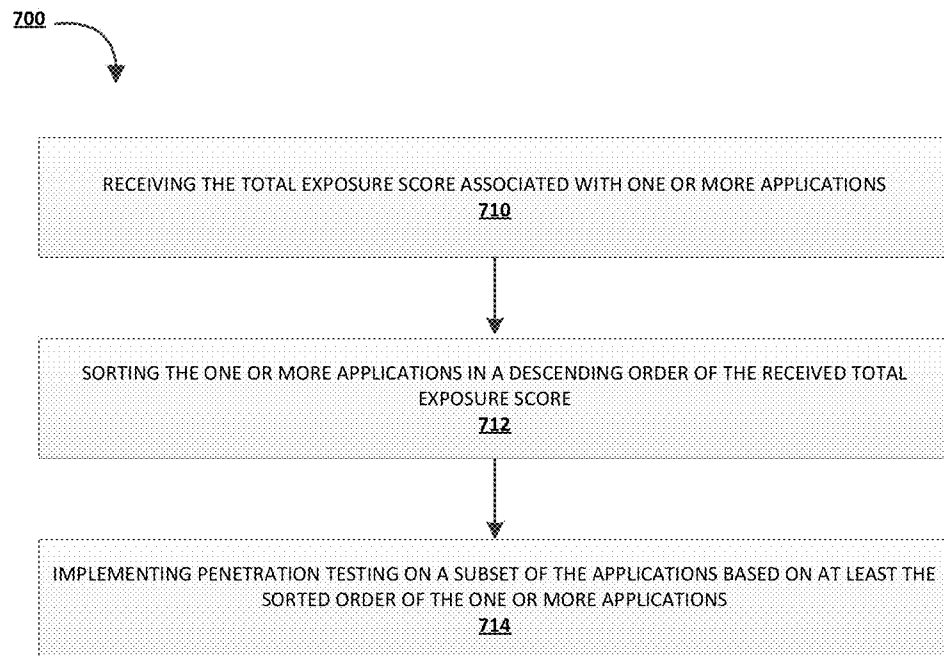 700
RECEIVING THE TOTAL EXPOSURE SCORE ASSOCIATED WITH ONE OR MORE APPLICATIONS
710
SORTING THE ONE OR MORE APPLICATIONS IN A DESCENDING ORDER OF THE RECEIVED TOTAL
EXPOSURE SCORE
712
IMPLEMENTING PENETRATION TESTING ON A SUBSET OF THE APPLICATIONS BASED ON AT LEAST THE
SORTED ORDER OF THE ONE OR MORE APPLICATIONS
714